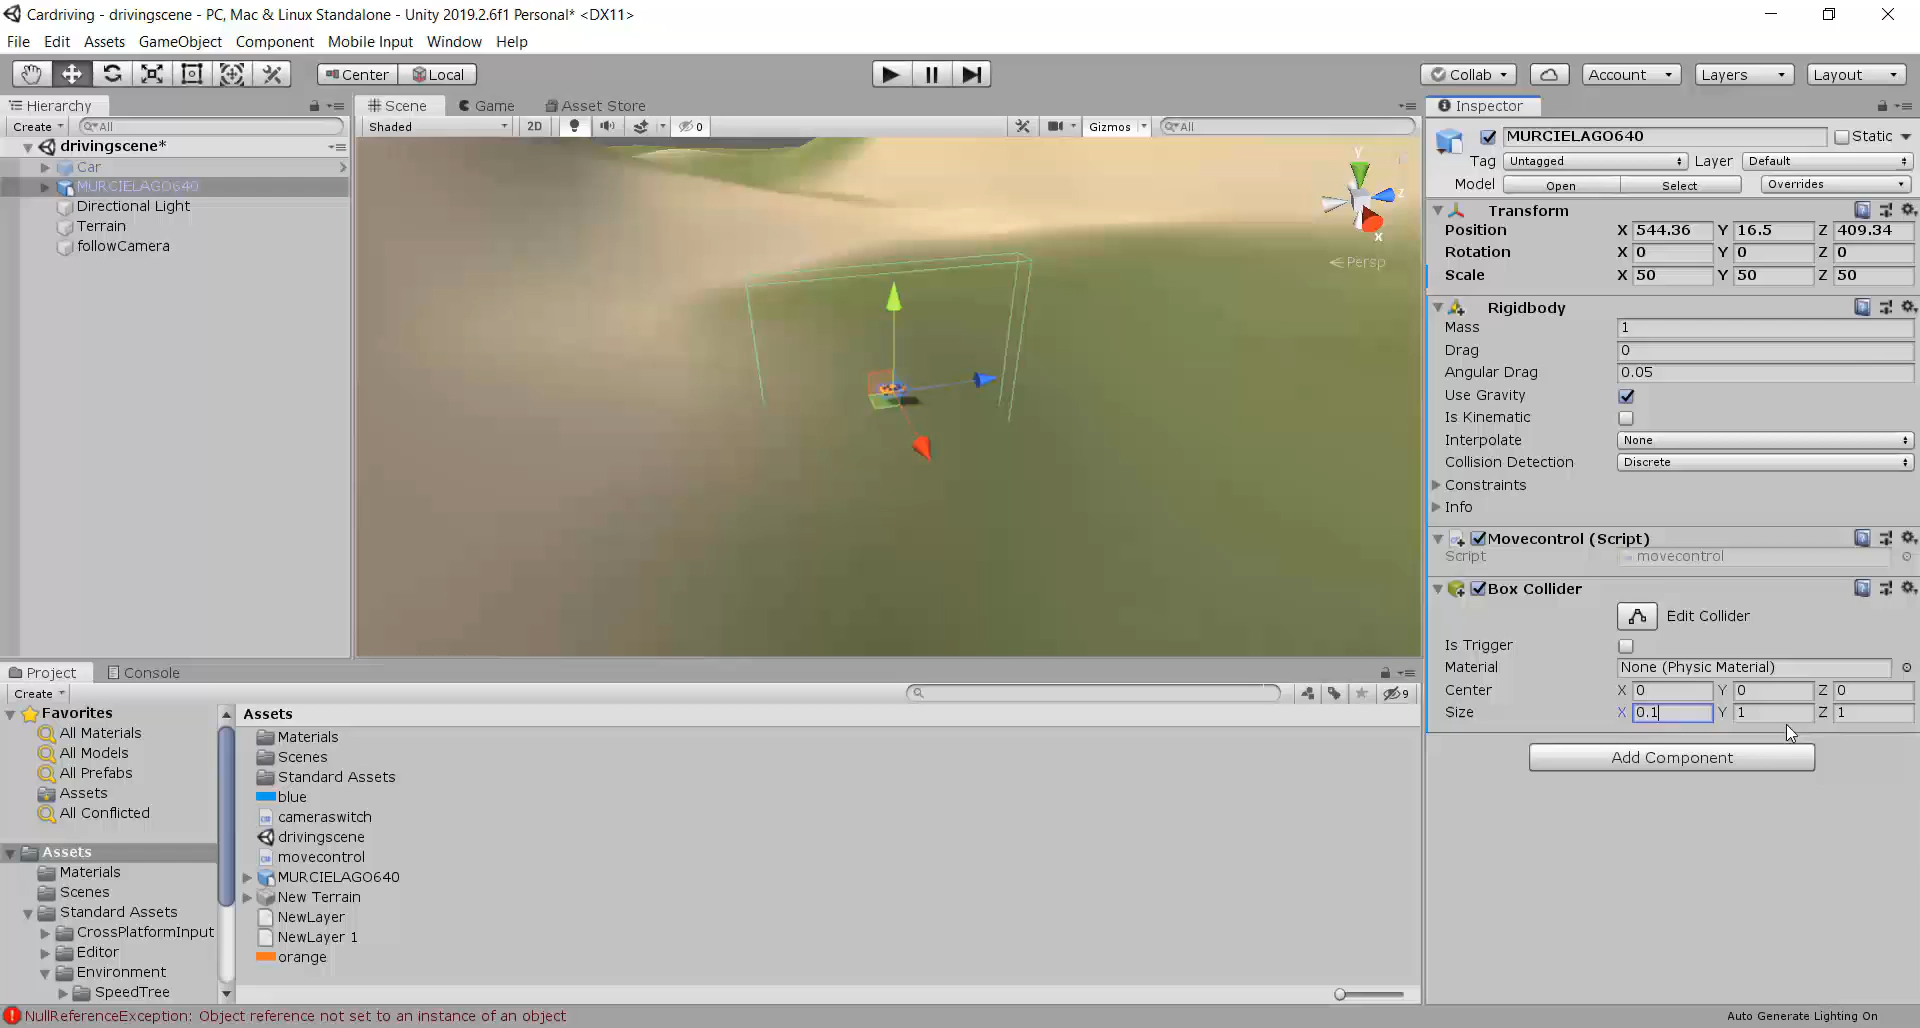 Cardriving - drivingscene - PC, Mac & Linux Standalone - Unity 2019.2.6f1 Personal* <DX11>
File Edit Assets GameObject Component Mobile Input Window Help
Center Local Collab Account Layers Layout
Hierarchy
Create All
drivingscene*
Car
MURCIELAGO640
Directional Light
Terrain
followCamera
Scene Game Asset Store
Shaded 2D 0 Gizmos All
y
z
x
Persp
Inspector
MURCIELAGO640 Static
Tag Untagged Layer Default
Model Open Select Overrides
Transform
Position X 544.36 Y 16.5 Z 409.34
Rotation X 0 Y 0 Z 0
Scale X 50 Y 50 Z 50
Rigidbody
Mass 1
Drag 0
Angular Drag 0.05
Use Gravity
Is Kinematic
Interpolate None
Collision Detection Discrete
Constraints
Info
Movecontrol (Script)
Script movecontrol
Box Collider
Edit Collider
Is Trigger
Material None (Physic Material)
Center X 0 Y 0 Z 0
Size X 0.1 Y 1 Z 1
Add Component
Project Console
Create 9
Favorites
All Materials
All Models
All Prefabs
Assets
All Conflicted
Assets
Materials
Scenes
Standard Assets
CrossPlatformInput
Editor
Environment
SpeedTree
Assets
Materials
Scenes
Standard Assets
blue
cameraswitch
drivingscene
movecontrol
MURCIELAGO640
New Terrain
NewLayer
NewLayer 1
orange
NullReferenceException: Object reference not set to an instance of an object
Auto Generate Lighting On